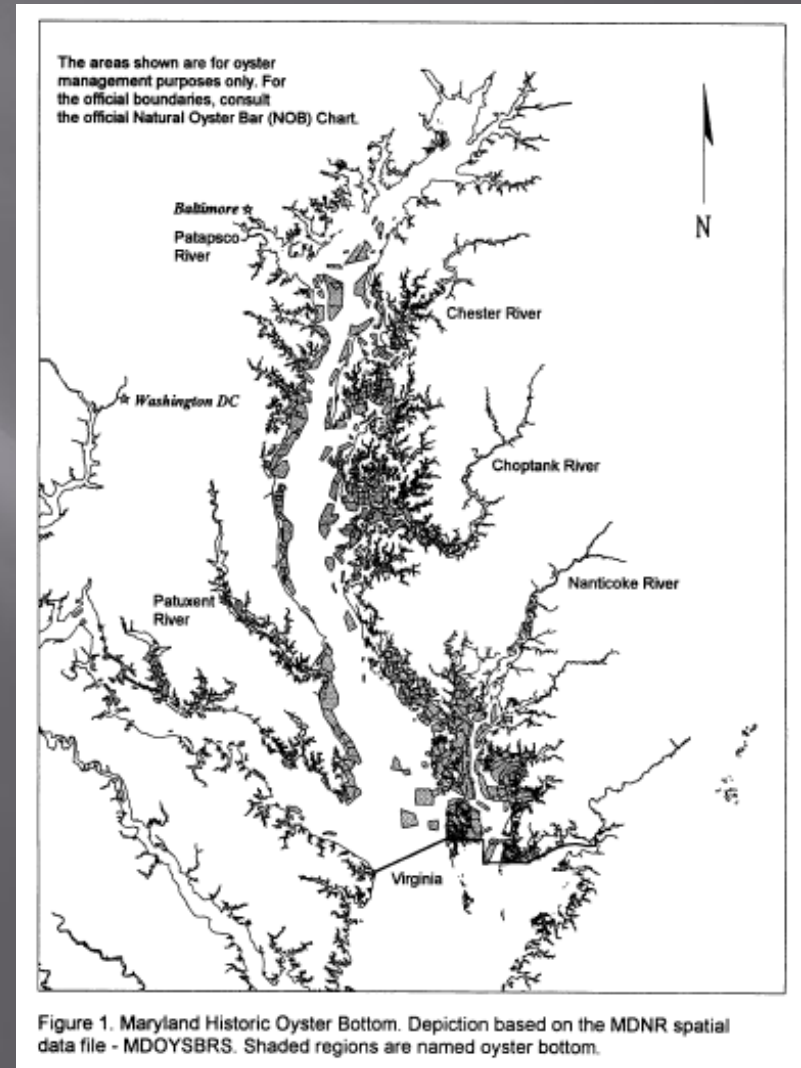 The areas shown are for oyster
management purposes only. For
the official boundaries, consult
the official Natural Oyster Bar (NOB) Chart.
Baltimore
Patapsco
River
N
Chester River
Washington DC
Choptank River
Nanticoke River
Patuxent
River
Virginia
Figure 1. Maryland Historic Oyster Bottom. Depiction based on the MDNR spatial
data file - MDOYSBRS. Shaded regions are named oyster bottom.